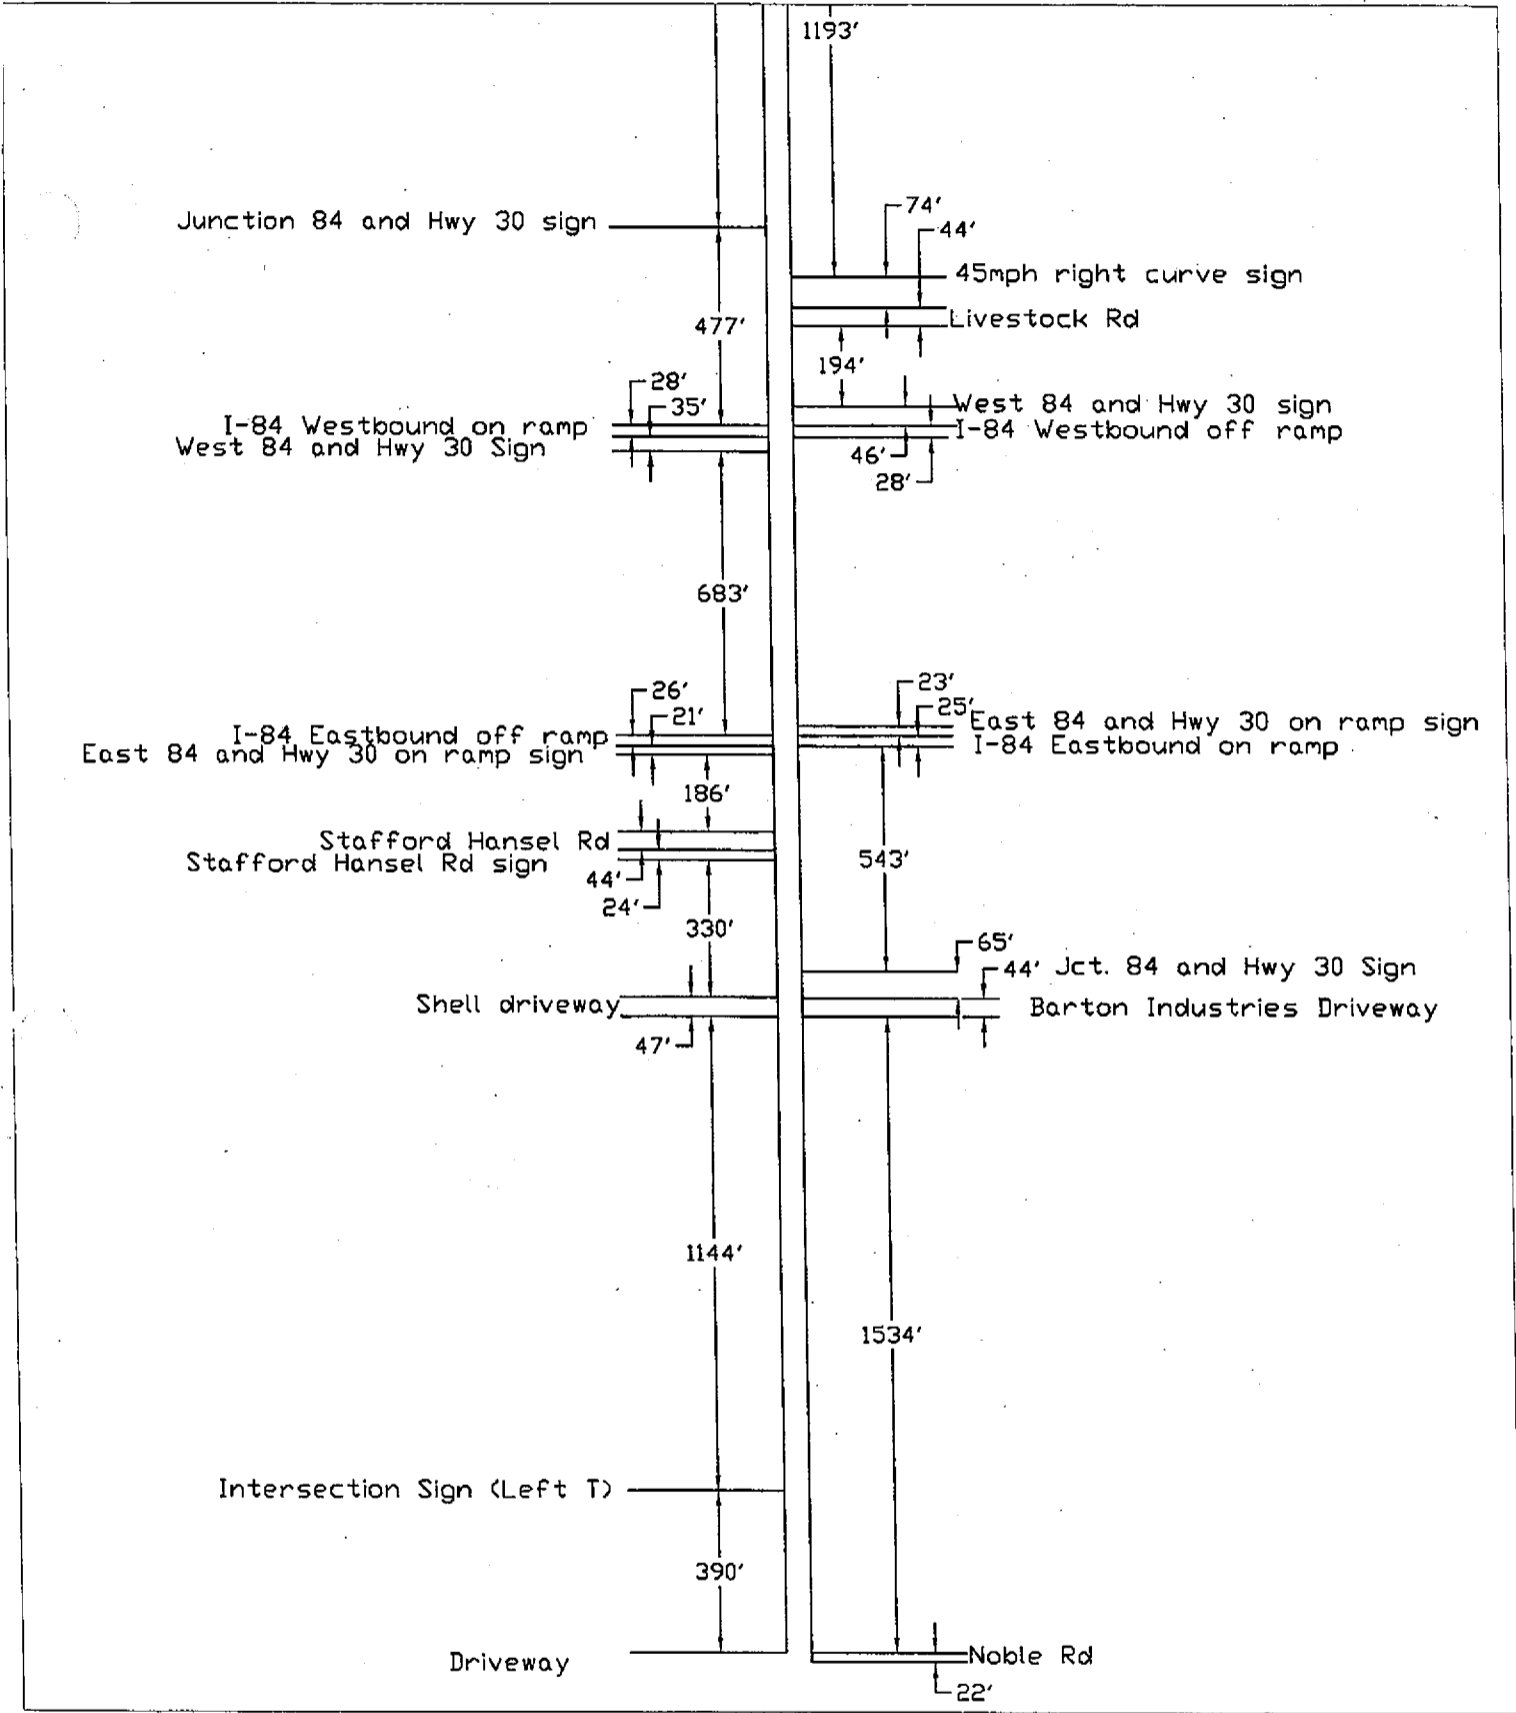 1193′
74′
Junction 84 and Hwy 30 sign
44′
45mph right curve sign
477′
Livestock Rd
194′
28′
35′
West 84 and Hwy 30 sign
I-84 Westbound on ramp
I-84 Westbound off ramp
West 84 and Hwy 30 Sign
46′
28′
683′
26′
23′
21′
25′
East 84 and Hwy 30 on ramp sign
I-84 Eastbound off ramp
I-84 Eastbound on ramp
East 84 and Hwy 30 on ramp sign
186′
Stafford Hansel Rd
543′
Stafford Hansel Rd sign
44′
24′
330′
65′
44′ Jct. 84 and Hwy 30 Sign
Shell driveway
Barton Industries Driveway
47′
1144′
1534′
Intersection Sign (Left T)
390′
Driveway
Noble Rd
22′